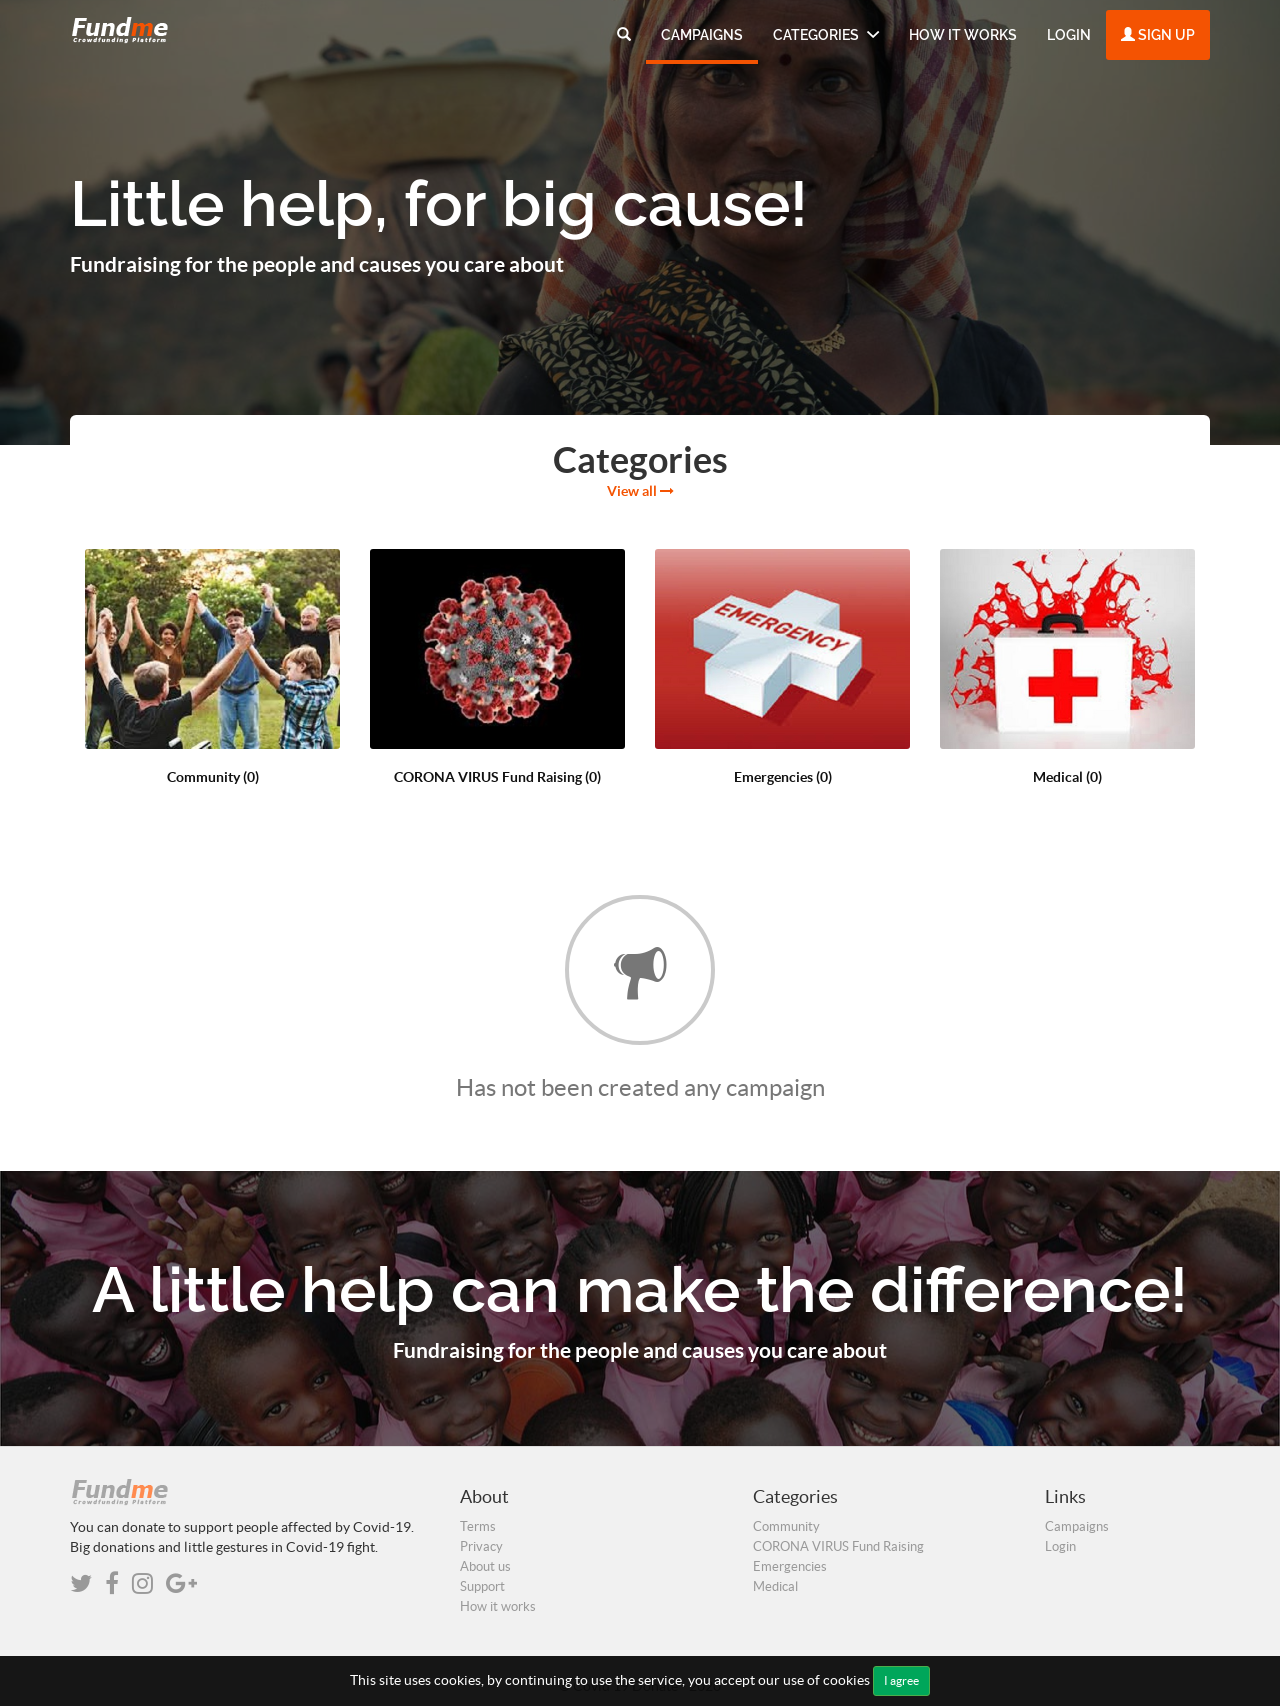 Fundme
Crowdfunding Platform
CAMPAIGNS
CATEGORIES
HOW IT WORKS
LOGIN
SIGN UP
Little help, for big cause!
Fundraising for the people and causes you care about
Categories
View all
EMERGENCY
Community (0)
CORONA VIRUS Fund Raising (0)
Emergencies (0)
Medical (0)
Has not been created any campaign
A little help can make the difference!
Fundraising for the people and causes you care about
Fundme
Crowdfunding Platform
You can donate to support people affected by Covid-19.
Big donations and little gestures in Covid-19 fight.
About
Terms
Privacy
About us
Support
How it works
Categories
Community
CORONA VIRUS Fund Raising
Emergencies
Medical
Links
Campaigns
Login
This site uses cookies, by continuing to use the service, you accept our use of cookies
I agree